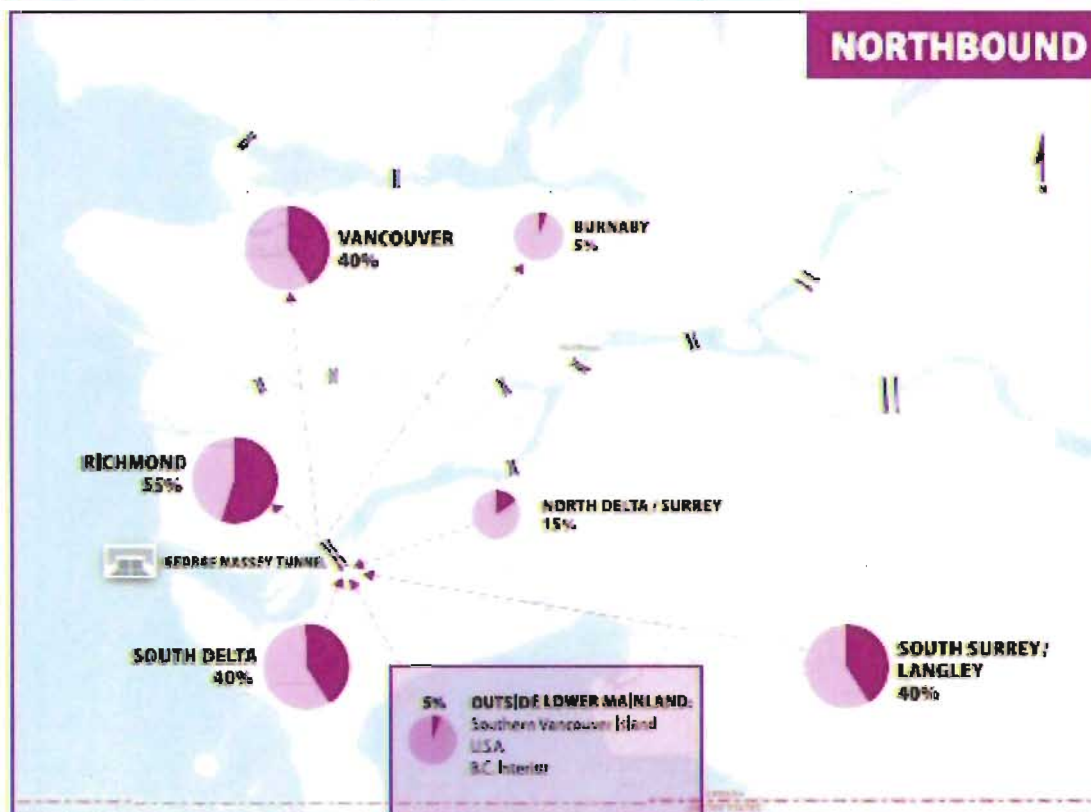 NORTHBOUND
VANCOUVER
40%
BURNABY
5%
RICHMOND
55%
NORTH DELTA / SURREY
15%
GEORGE MASSEY TUNNEL
SOUTH DELTA
40%
SOUTH SURREY /
LANGLEY
40%
5% OUTSIDE LOWER MAINLAND:
Southern Vancouver Island
U.S.A.
B.C. Interior